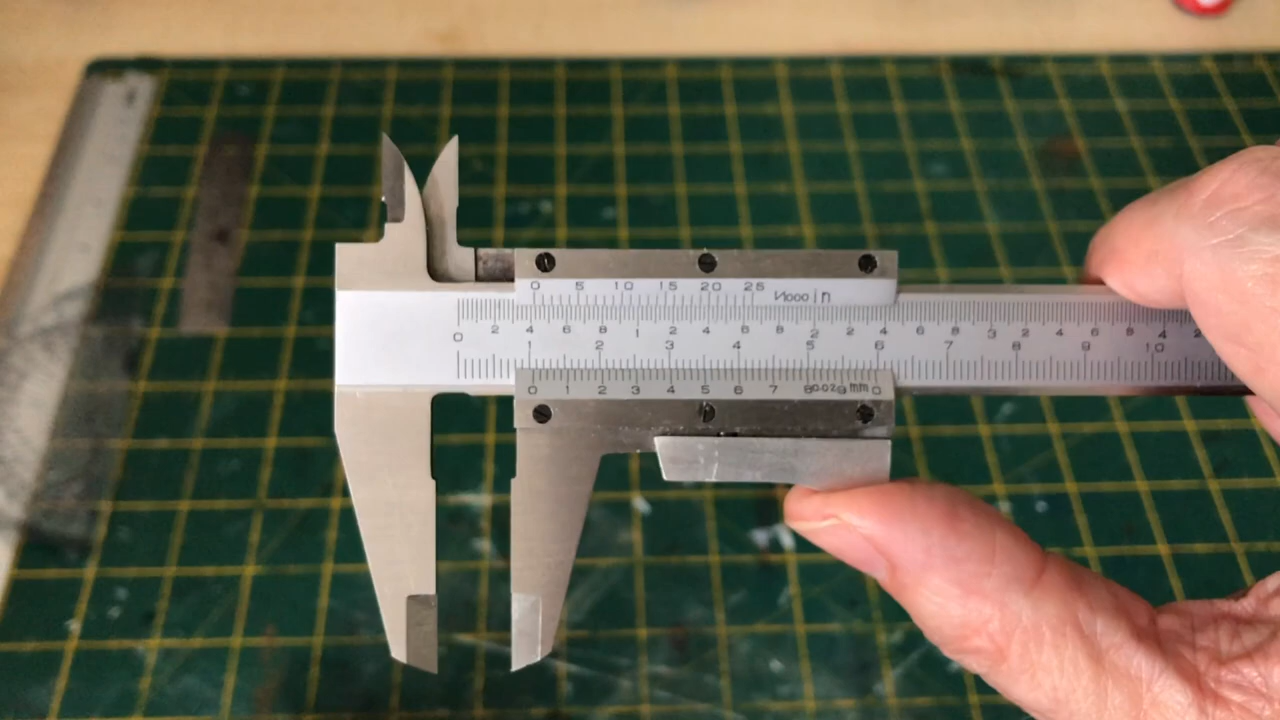 0 5 10 15 20 25 1/1000 in
2 4 6 8 1 2 4 6 8 2 2 4 6 8 3 2 4 6 8 4 2
0 1 2 3 4 5 6 7 8 9 10
0 1 2 3 4 5 6 7 8 9 0 0.02 mm